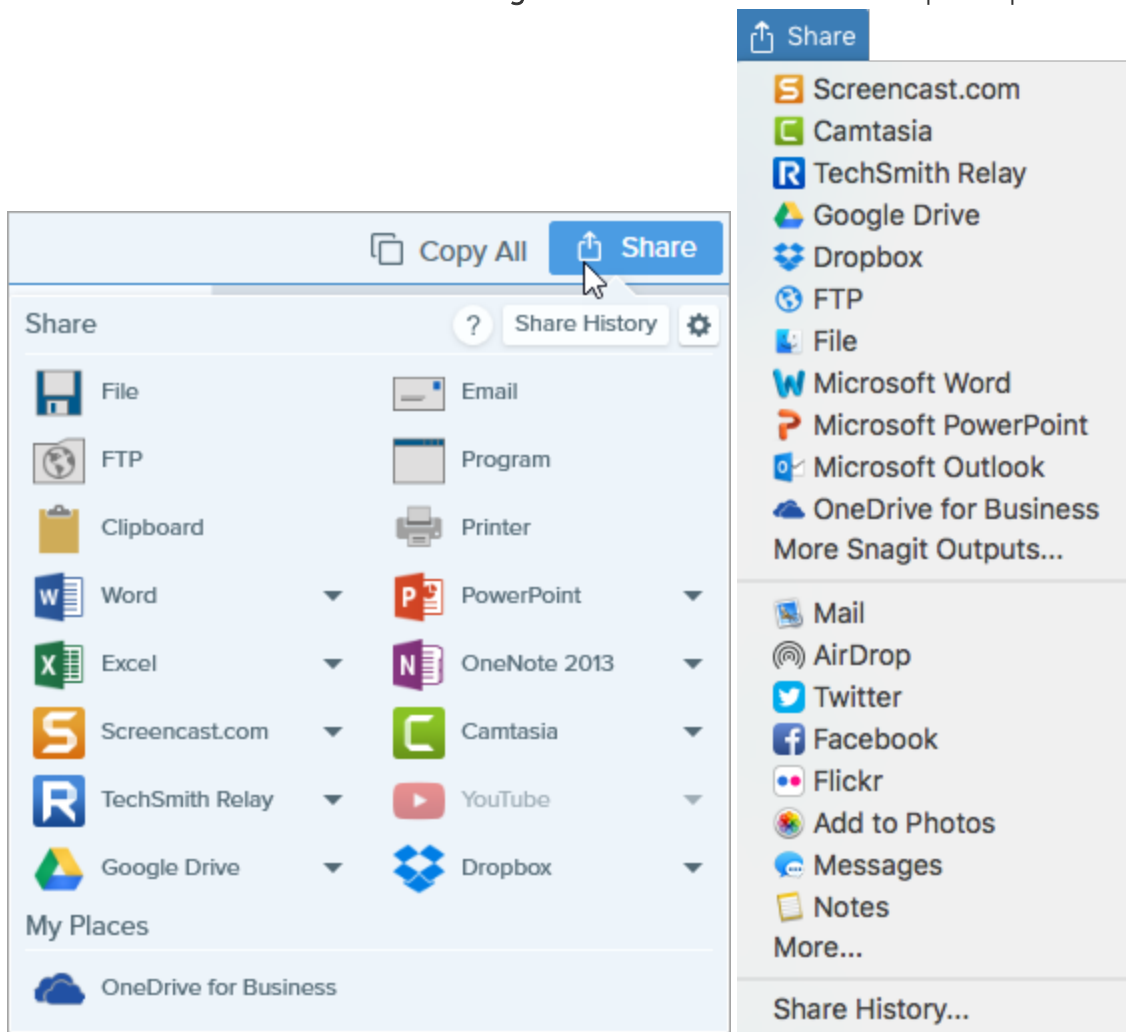 Copy All Share
Share ? Share History
File Email
FTP Program
Clipboard Printer
Word PowerPoint
Excel OneNote 2013
Screencast.com Camtasia
TechSmith Relay YouTube
Google Drive Dropbox
My Places
OneDrive for Business
Share
Screencast.com
Camtasia
TechSmith Relay
Google Drive
Dropbox
FTP
File
Microsoft Word
Microsoft PowerPoint
Microsoft Outlook
OneDrive for Business
More Snagit Outputs...
Mail
AirDrop
Twitter
Facebook
Flickr
Add to Photos
Messages
Notes
More...
Share History...